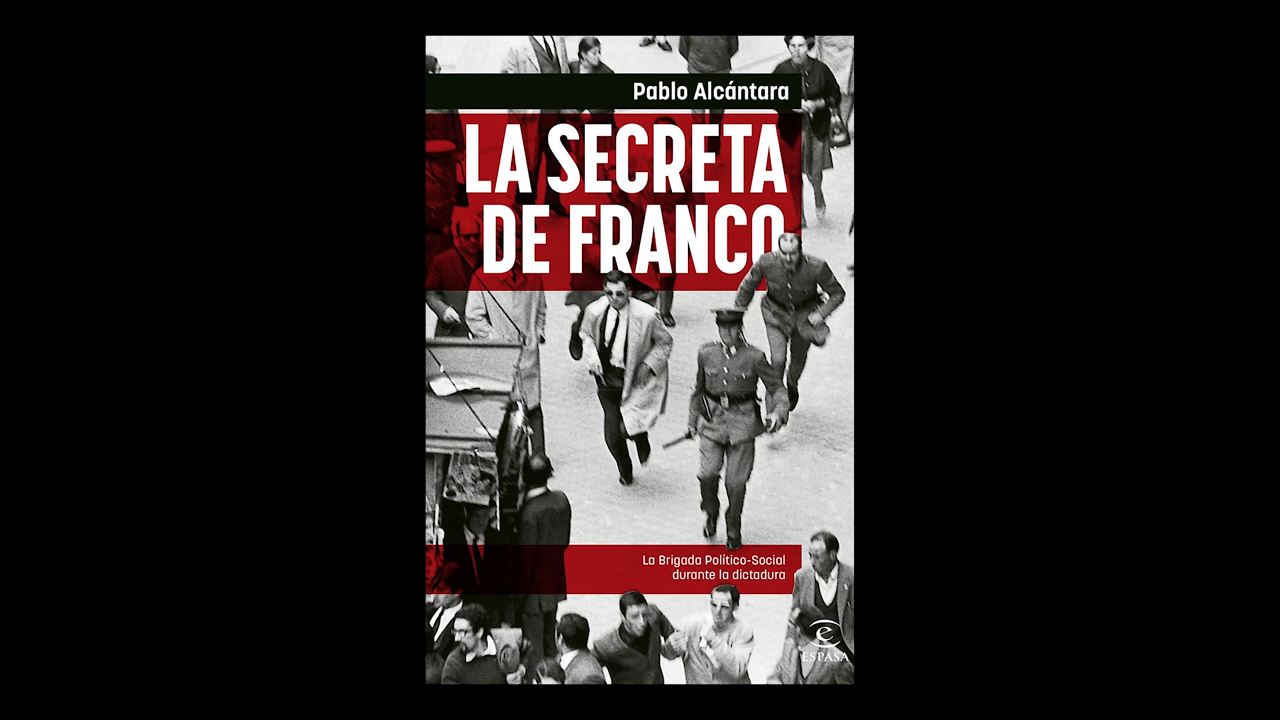 Pablo Alcántara
LA SECRETA
DE FRANCO
La Brigada Político-Social
durante la dictadura
ESPASA